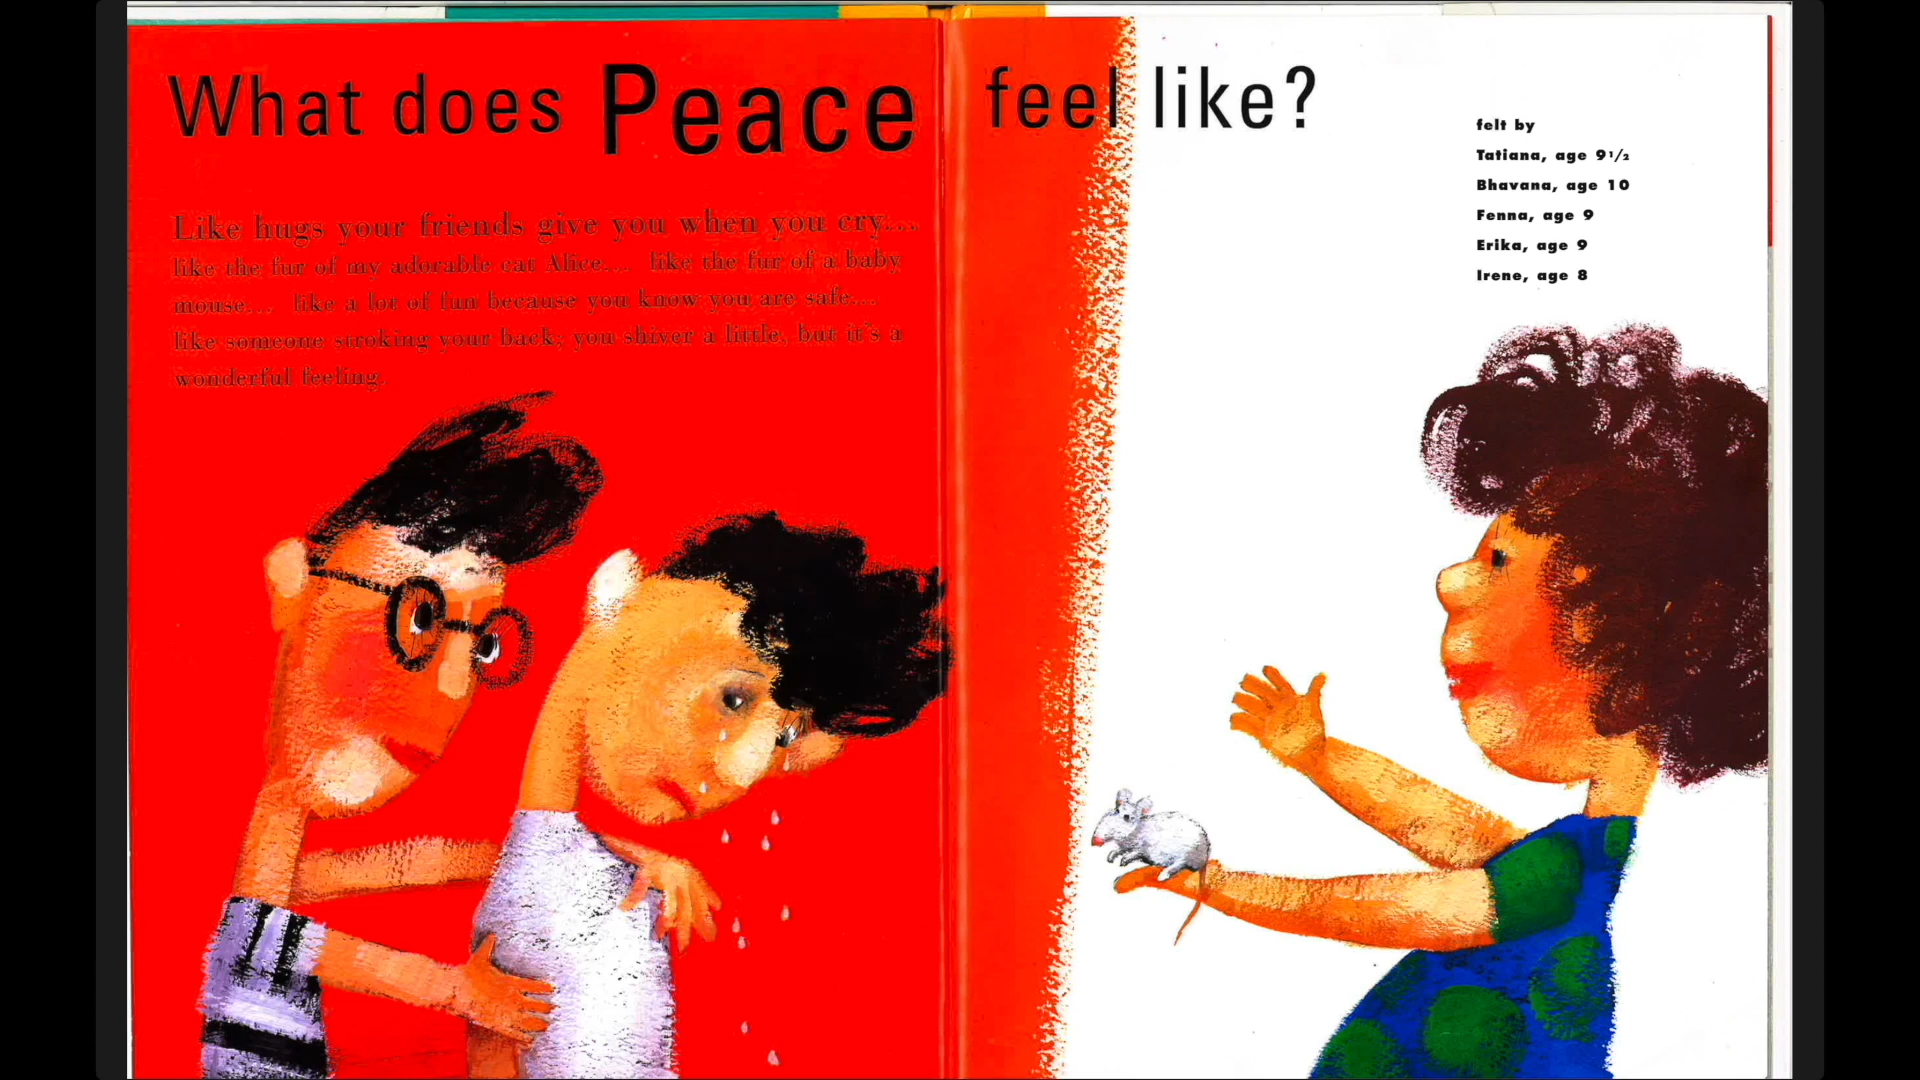 What does Peace feel like?
Like hugs your friends give you when you cry...
like the fur of my adorable cat Alice... like the fur of a baby
mouse... like a lot of fun because you know you are safe...
like someone stroking your back; you shiver a little, but it's a
wonderful feeling.
felt by
Tatiana, age 9 1/2
Bhavana, age 10
Fenna, age 9
Erika, age 9
Irene, age 8